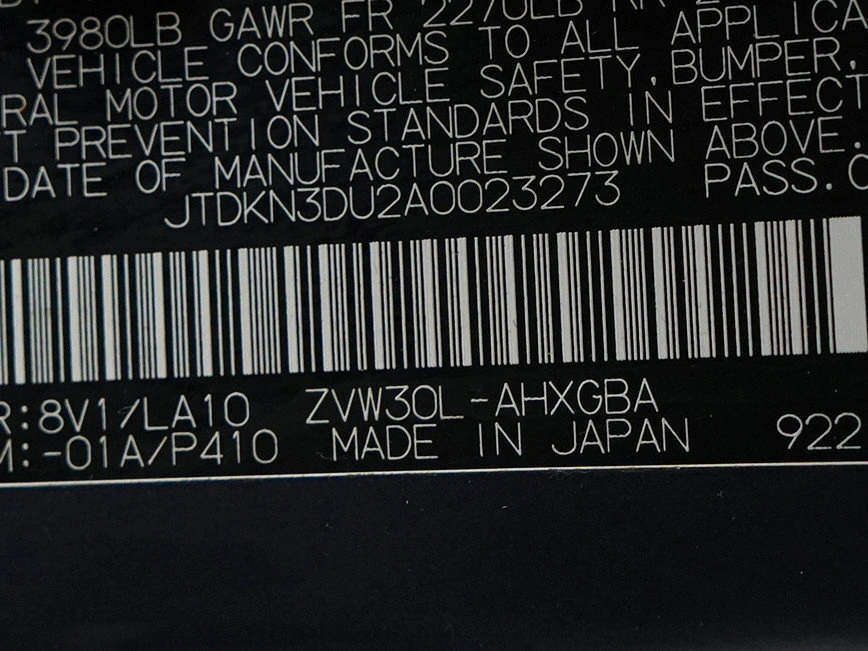 3980LB GAWR FR 2270LB RR
VEHICLE CONFORMS TO ALL APPLICA
RAL MOTOR VEHICLE SAFETY, BUMPER,
T PREVENTION STANDARDS IN EFFECT
DATE OF MANUFACTURE SHOWN ABOVE.
JTDKN3DU2A0023273 PASS.C
R:8V1/LA10 ZVW30L-AHXGBA
M:-01A/P410 MADE IN JAPAN 922